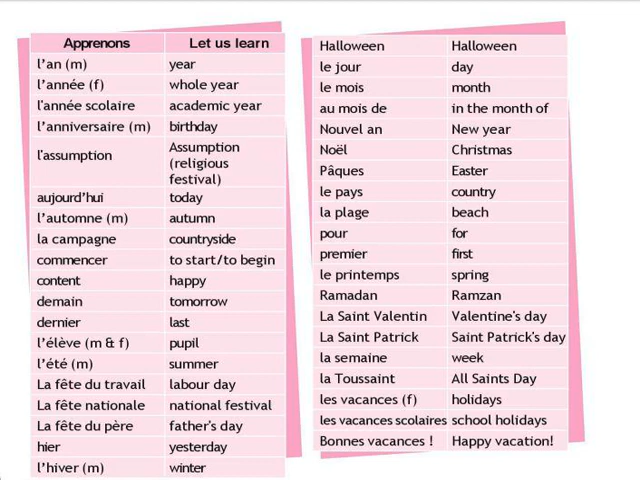 Apprenons Let us learn
l’an (m) year
l’année (f) whole year
l'année scolaire academic year
l’anniversaire (m) birthday
l'assumption Assumption
(religious
festival)
aujourd’hui today
l’automne (m) autumn
la campagne countryside
commencer to start/to begin
content happy
demain tomorrow
dernier last
l’élève (m & f) pupil
l’été (m) summer
La fête du travail labour day
La fête nationale national festival
La fête du père father's day
hier yesterday
l’hiver (m) winter
Halloween Halloween
le jour day
le mois month
au mois de in the month of
Nouvel an New year
Noël Christmas
Pâques Easter
le pays country
la plage beach
pour for
premier first
le printemps spring
Ramadan Ramzan
La Saint Valentin Valentine's day
La Saint Patrick Saint Patrick's day
la semaine week
la Toussaint All Saints Day
les vacances (f) holidays
les vacances scolaires school holidays
Bonnes vacances ! Happy vacation!